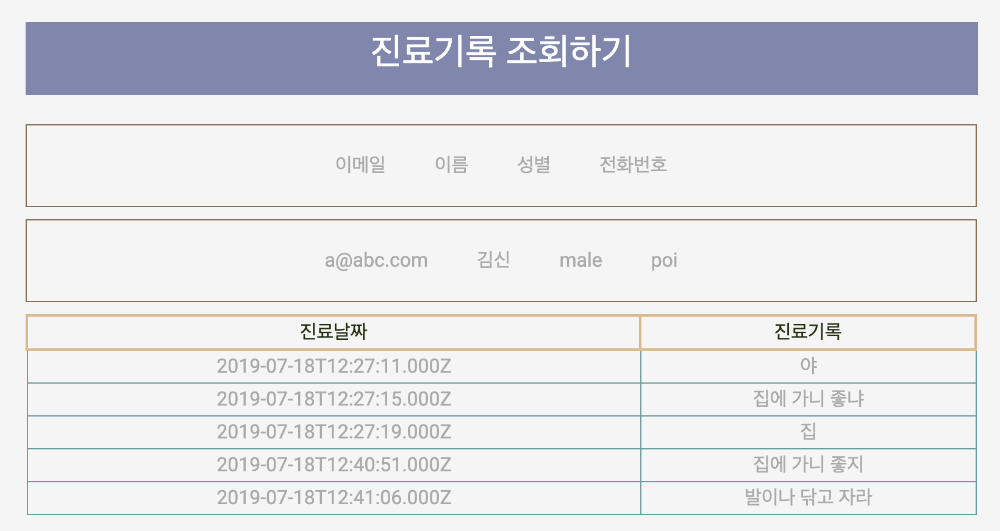 진료기록 조회하기
이메일 이름 성별 전화번호
a@abc.com 김신 male poi
진료날짜 진료기록
2019-07-18T12:27:11.000Z 야
2019-07-18T12:27:15.000Z 집에 가니 좋냐
2019-07-18T12:27:19.000Z 집
2019-07-18T12:40:51.000Z 집에 가니 좋지
2019-07-18T12:41:06.000Z 발이나 닦고 자라